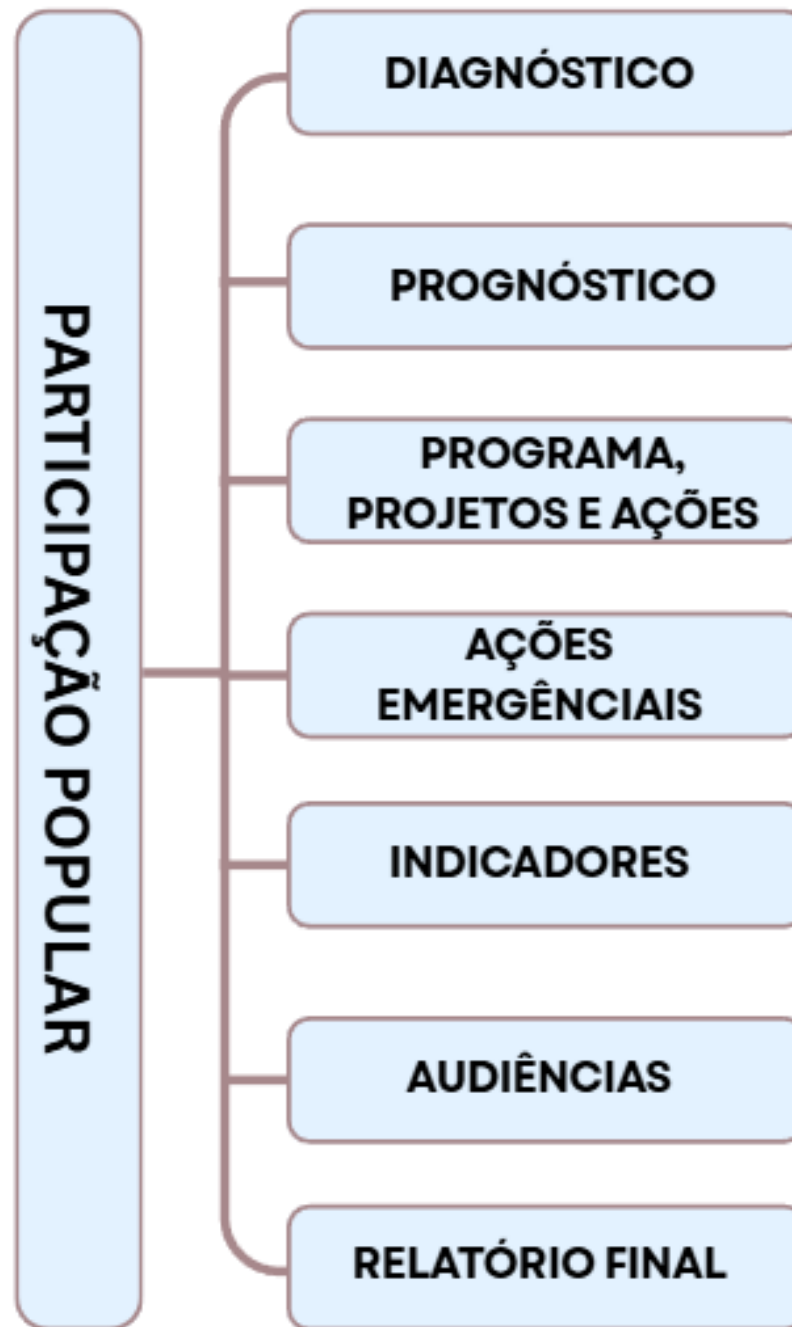 PARTICIPAÇÃO POPULAR
DIAGNÓSTICO
PROGNÓSTICO
PROGRAMA,
PROJETOS E AÇÕES
AÇÕES
EMERGÊNCIAIS
INDICADORES
AUDIÊNCIAS
RELATÓRIO FINAL